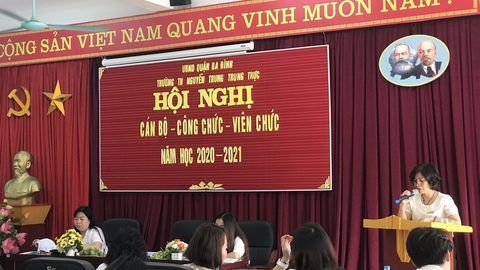 CỘNG SẢN VIỆT NAM QUANG VINH MUÔN NĂM!
UBND QUẬN BA ĐÌNH
TRƯỜNG TH NGUYỄN TRUNG TRỰC
HỘI NGHỊ
CÁN BỘ - CÔNG CHỨC - VIÊN CHỨC
NĂM HỌC 2020 - 2021